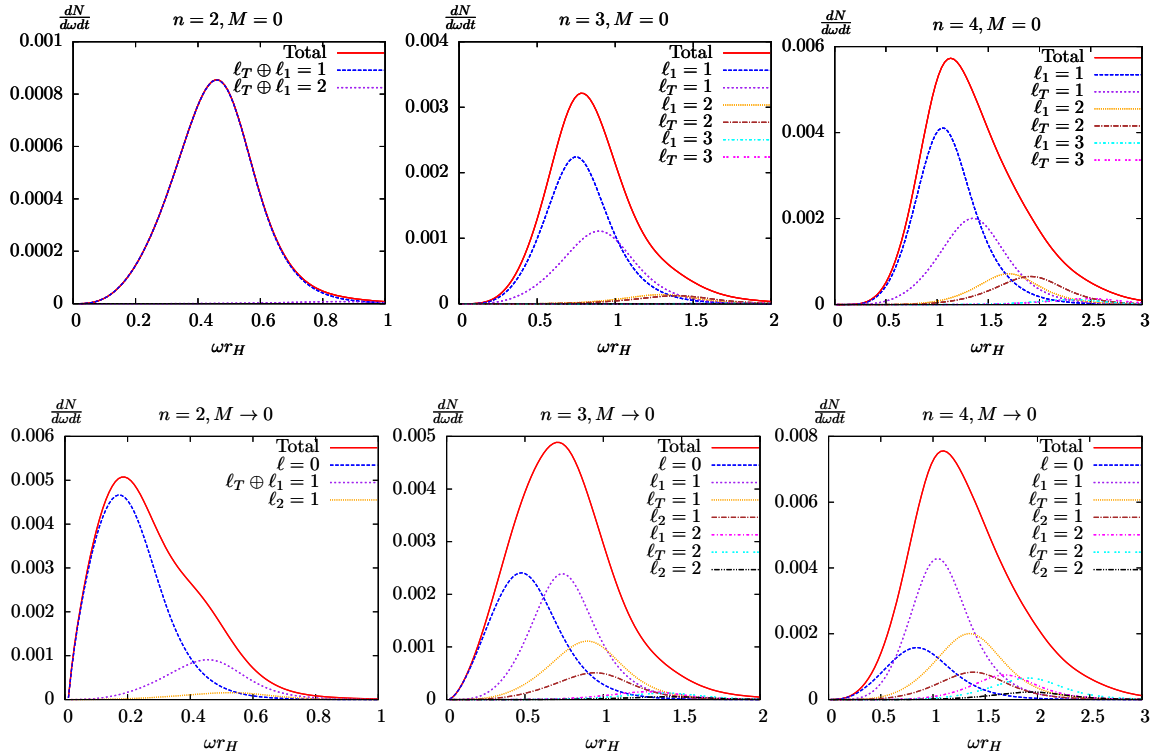 dN/dωdt
n = 2, M = 0
0.001
0.0008
0.0006
0.0004
0.0002
0
Total
ℓ_T ⊕ ℓ_1 = 1
ℓ_T ⊕ ℓ_1 = 2
0 0.2 0.4 0.6 0.8 1
ωr_H
dN/dωdt
n = 3, M = 0
0.004
0.003
0.002
0.001
0
Total
ℓ_1 = 1
ℓ_T = 1
ℓ_1 = 2
ℓ_T = 2
ℓ_1 = 3
ℓ_T = 3
0 0.5 1 1.5 2
ωr_H
dN/dωdt
n = 4, M = 0
0.006
0.004
0.002
0
Total
ℓ_1 = 1
ℓ_T = 1
ℓ_1 = 2
ℓ_T = 2
ℓ_1 = 3
ℓ_T = 3
0 0.5 1 1.5 2 2.5 3
ωr_H
dN/dωdt
n = 2, M → 0
0.006
0.005
0.004
0.003
0.002
0.001
0
Total
ℓ = 0
ℓ_T ⊕ ℓ_1 = 1
ℓ_2 = 1
0 0.2 0.4 0.6 0.8 1
ωr_H
dN/dωdt
n = 3, M → 0
0.005
0.004
0.003
0.002
0.001
0
Total
ℓ = 0
ℓ_1 = 1
ℓ_T = 1
ℓ_2 = 1
ℓ_1 = 2
ℓ_T = 2
ℓ_2 = 2
0 0.5 1 1.5 2
ωr_H
dN/dωdt
n = 4, M → 0
0.008
0.006
0.004
0.002
0
Total
ℓ = 0
ℓ_1 = 1
ℓ_T = 1
ℓ_2 = 1
ℓ_1 = 2
ℓ_T = 2
ℓ_2 = 2
0 0.5 1 1.5 2 2.5 3
ωr_H